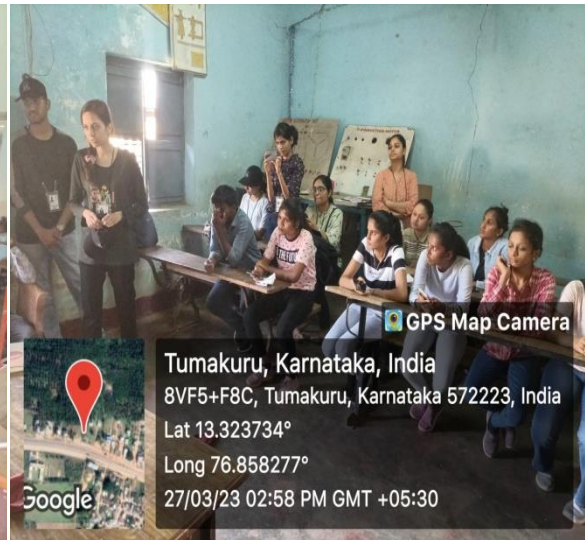 GPS Map Camera
Tumakuru, Karnataka, India
8VF5+F8C, Tumakuru, Karnataka 572223, India
Lat 13.323734°
Long 76.858277°
27/03/23 02:58 PM GMT +05:30
Google